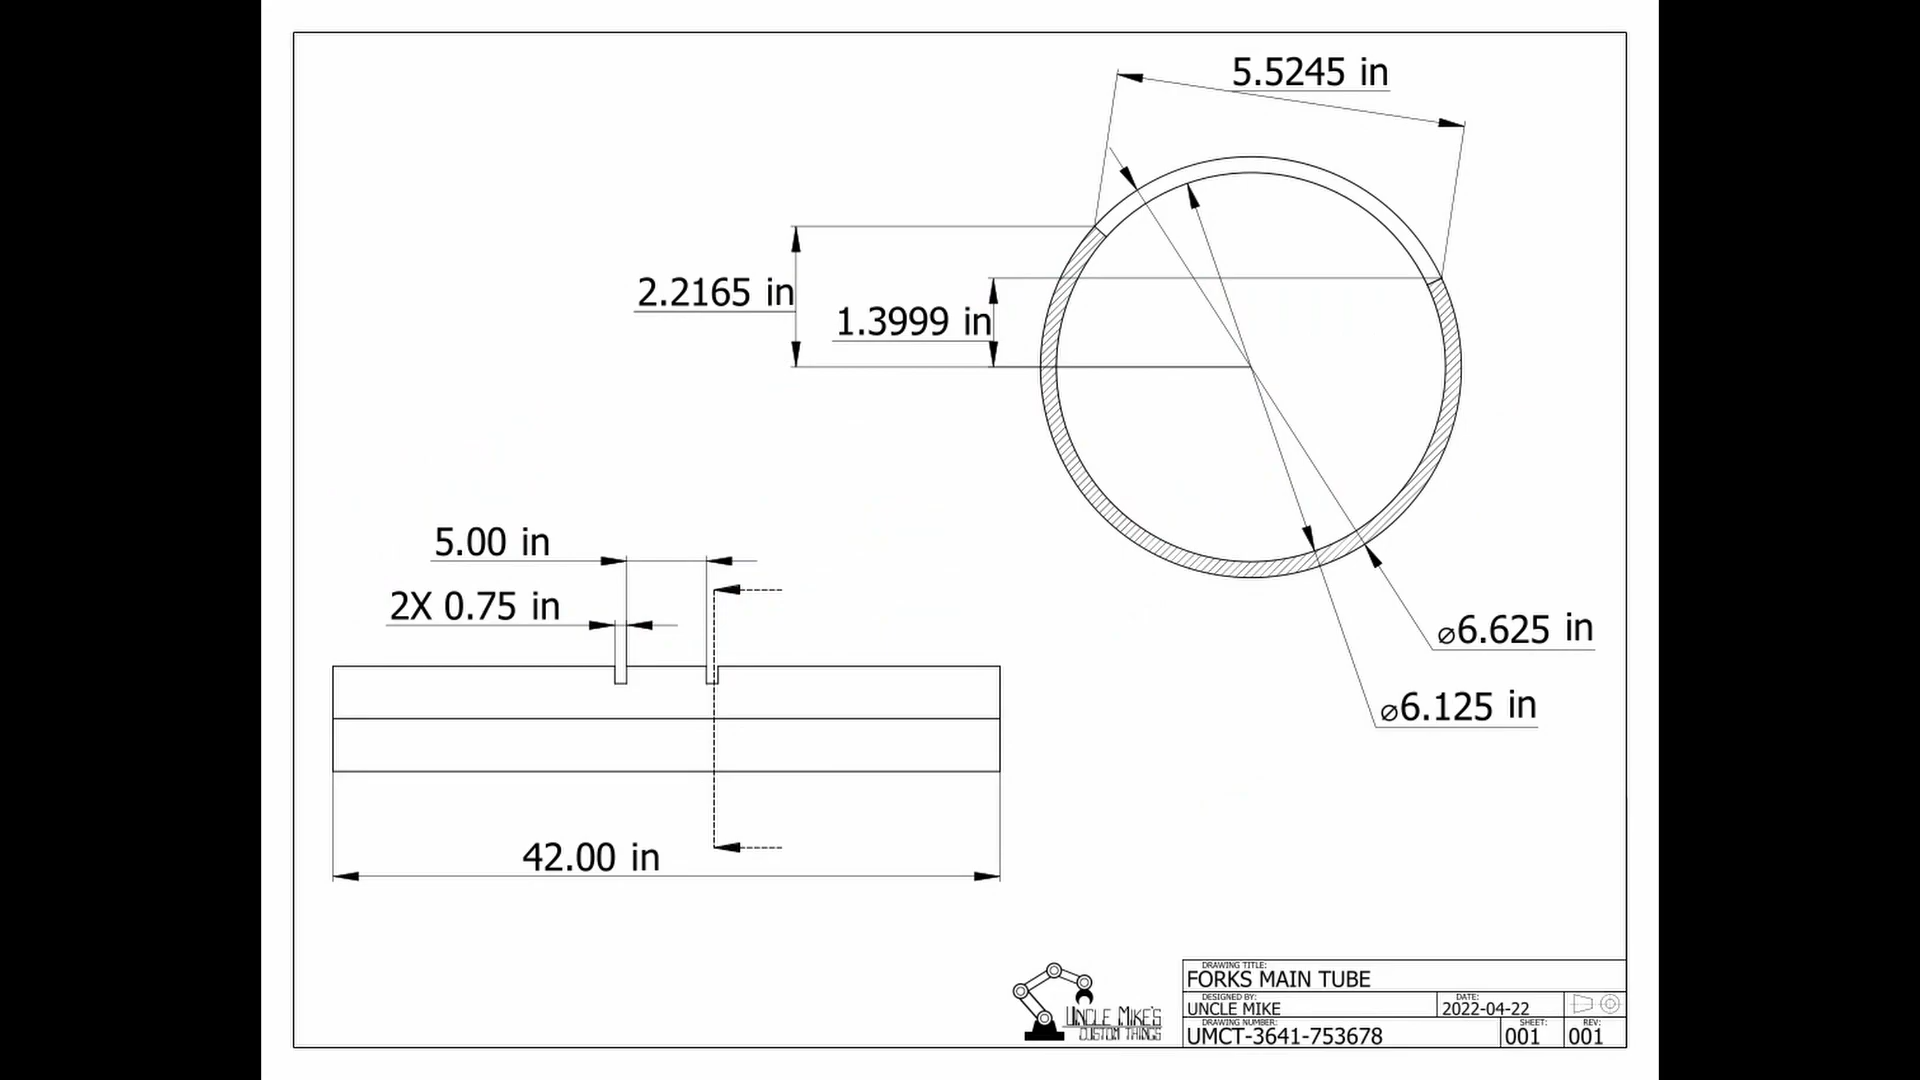 5.5245 in
2.2165 in
1.3999 in
5.00 in
2X 0.75 in
⌀6.625 in
⌀6.125 in
42.00 in
UNCLE MIKE'S
CUSTOM THINGS
DRAWING TITLE:
FORKS MAIN TUBE
DESIGNED BY:
UNCLE MIKE
DATE:
2022-04-22
DRAWING NUMBER:
UMCT-3641-753678
SHEET:
001
REV:
001